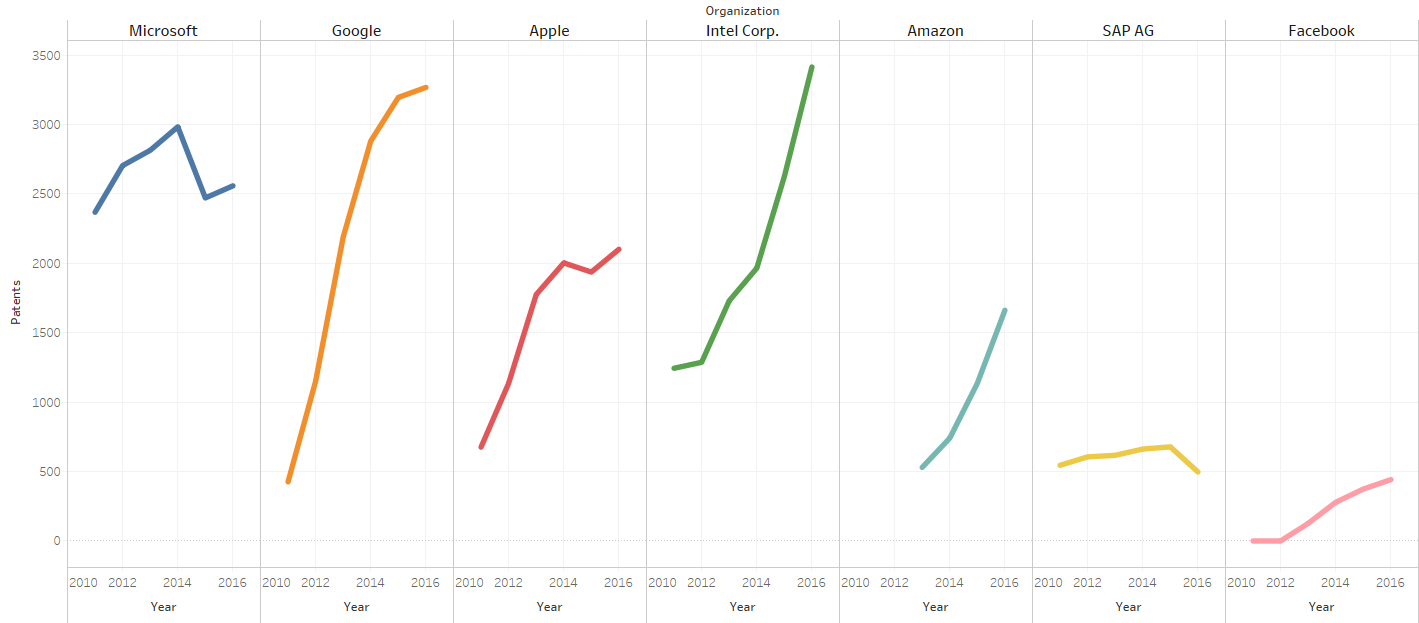 Organization
Microsoft Google Apple Intel Corp. Amazon SAP AG Facebook
3500
3000
2500
2000
1500
1000
500
0
Patents
2010 2012 2014 2016 2010 2012 2014 2016 2010 2012 2014 2016 2010 2012 2014 2016 2010 2012 2014 2016 2010 2012 2014 2016 2010 2012 2014 2016
Year Year Year Year Year Year Year